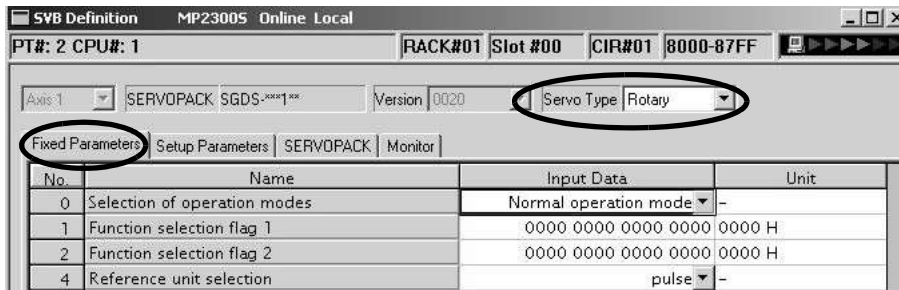 SVB Definition MP2300S Online Local
PT#: 2 CPU#: 1 RACK#01 Slot #00 CIR#01 8000-87FF
Axis 1 SERVOPACK SGDS-***1** Version 0020 Servo Type Rotary
Fixed Parameters Setup Parameters SERVOPACK Monitor
No. Name Input Data Unit
0 Selection of operation modes Normal operation mode -
1 Function selection flag 1 0000 0000 0000 0000 0000 H
2 Function selection flag 2 0000 0000 0000 0000 0000 H
4 Reference unit selection pulse -